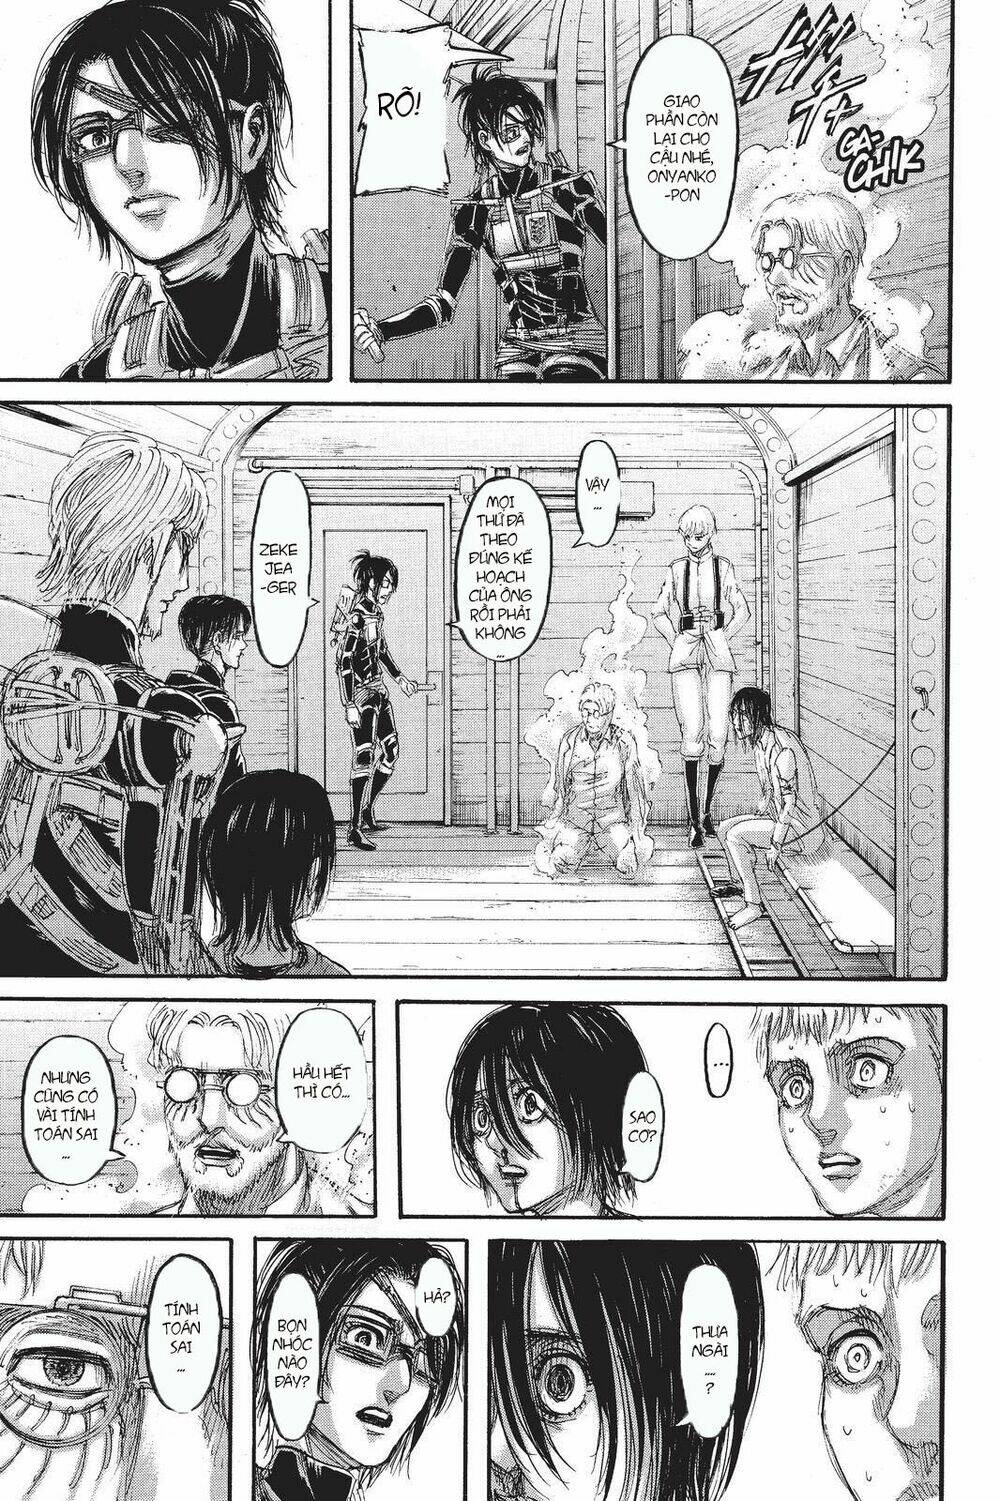 GA-
CHIK
GIAO
PHẦN CÒN
LẠI CHO
CẬU NHÉ,
ONYANKO
-PON
RÕ!
VẬY
...
MỌI
THỨ ĐÃ
THEO
ĐÚNG KẾ
HOẠCH
CỦA ÔNG
RỒI PHẢI
KHÔNG
...
ZEKE
JEA
-GER
...
SAO
CƠ?
HẦU HẾT
THÌ CÓ...
NHƯNG
CŨNG CÓ
VÀI TÍNH
TOÁN SAI
...
THƯA
NGÀI
....
?
HẢ?
BỌN
NHÓC
NÀO
ĐÂY?
TÍNH
TOÁN
SAI
...